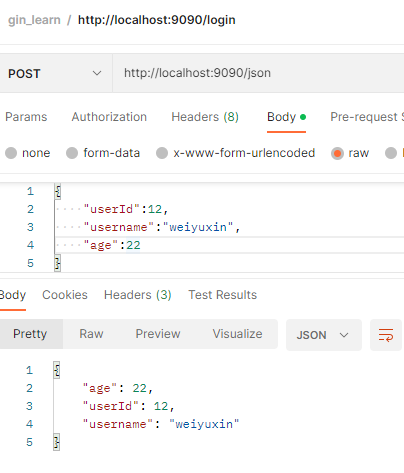 gin_learn / http://localhost:9090/login
POST http://localhost:9090/json
Params Authorization Headers (8) Body Pre-request S
none form-data x-www-form-urlencoded raw
1 {
2 "userId":12,
3 "username":"weiyuxin",
4 "age":22
5 }
Body Cookies Headers (3) Test Results
Pretty Raw Preview Visualize JSON
1 {
2 "age": 22,
3 "userId": 12,
4 "username": "weiyuxin"
5 }